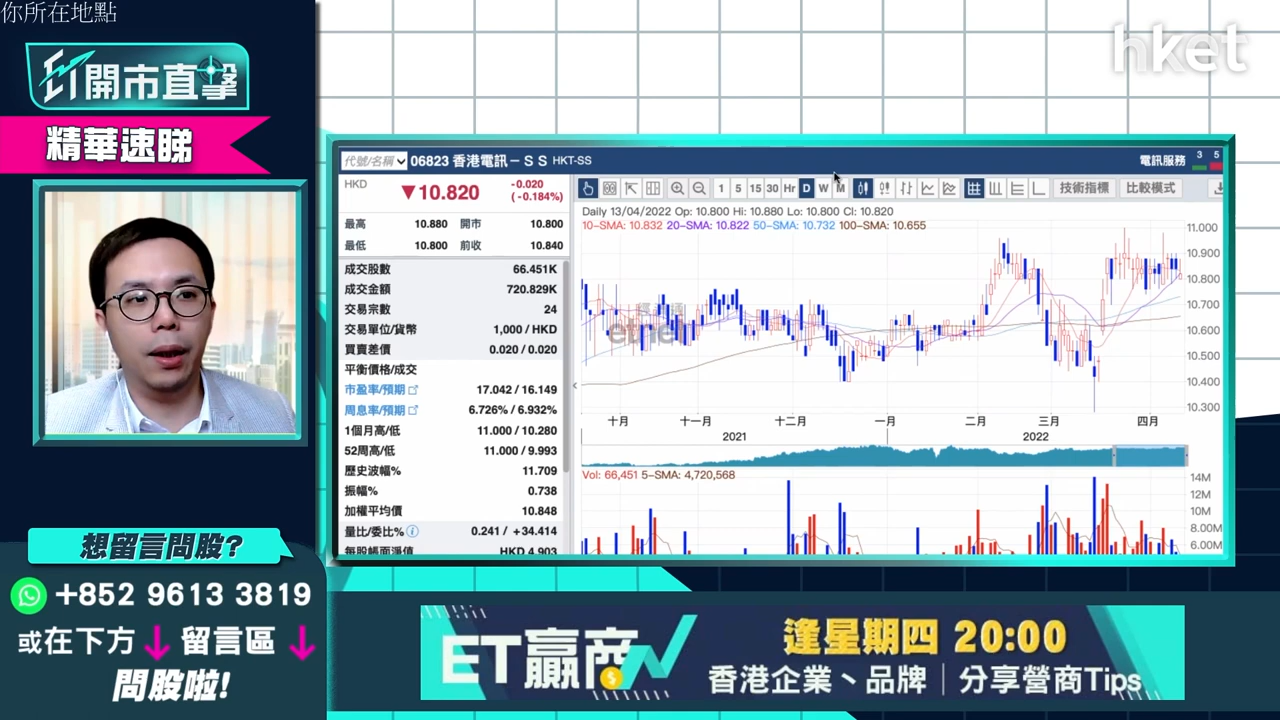 你所在地點
ET開市直擊
精華速睇
hket
代號/名稱 06823 香港電訊－ＳＳ HKT-SS 電訊服務 3 5
HKD ▼10.820 -0.020 (-0.184%)
最高 10.880 開市 10.800
最低 10.800 前收 10.840
成交股數 66.451K
成交金額 720.829K
交易宗數 24
交易單位/貨幣 1,000 / HKD
買賣差價 0.020 / 0.020
平衡價格/成交
市盈率/預期 17.042 / 16.149
周息率/預期 6.726% / 6.932%
1個月高/低 11.000 / 10.280
52周高/低 11.000 / 9.993
歷史波幅% 11.709
振幅% 0.738
加權平均價 10.848
量比/委比% 0.241 / +34.414
每股帳面淨值 HKD 4.903
1 5 15 30 Hr D W M 技術指標 比較模式
Daily 13/04/2022 Op: 10.800 Hi: 10.880 Lo: 10.800 Cl: 10.820
10-SMA: 10.832 20-SMA: 10.822 50-SMA: 10.732 100-SMA: 10.655
11.000
10.900
10.800
10.700
10.600
10.500
10.400
10.300
etnet
十月 十一月 十二月 一月 二月 三月 四月
2021 2022
Vol: 66,451 5-SMA: 4,720,568
14M
12M
10M
8.00M
6.00M
想留言問股?
+852 9613 3819
或在下方 留言區
問股啦!
ET贏商
逢星期四 20:00
香港企業、品牌｜分享營商Tips